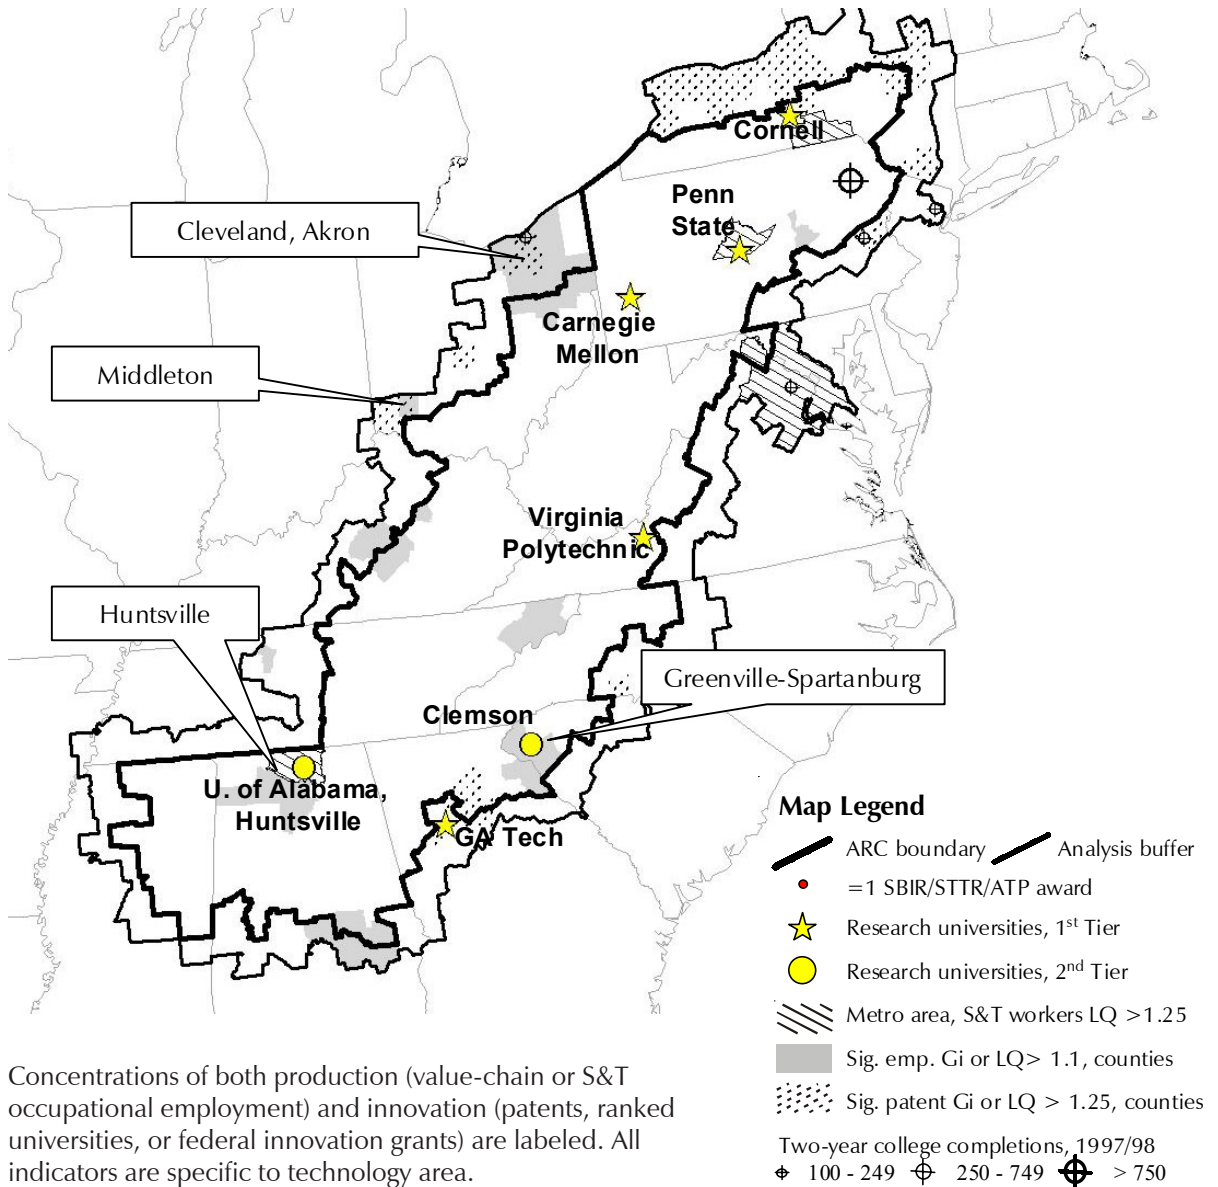 Cornell
Penn
State
Cleveland, Akron
Carnegie
Mellon
Middleton
Virginia
Polytechnic
Huntsville
Greenville-Spartanburg
Clemson
U. of Alabama,
Huntsville
GA Tech
Map Legend
ARC boundary Analysis buffer
=1 SBIR/STTR/ATP award
Research universities, 1st Tier
Research universities, 2nd Tier
Metro area, S&T workers LQ >1.25
Sig. emp. Gi or LQ> 1.1, counties
Sig. patent Gi or LQ > 1.25, counties
Two-year college completions, 1997/98
100 - 249 250 - 749 > 750
Concentrations of both production (value-chain or S&T
occupational employment) and innovation (patents, ranked
universities, or federal innovation grants) are labeled. All
indicators are specific to technology area.